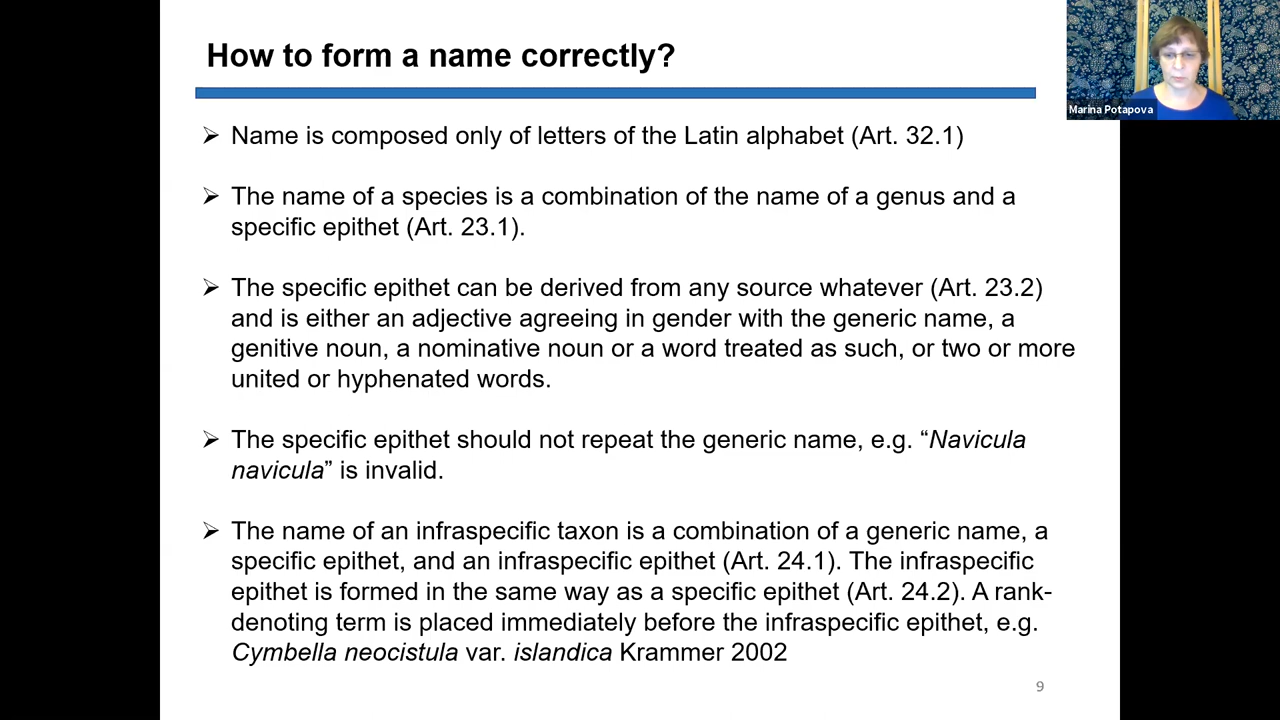 How to form a name correctly?
Marina Potapova
➢ Name is composed only of letters of the Latin alphabet (Art. 32.1)
➢ The name of a species is a combination of the name of a genus and a
specific epithet (Art. 23.1).
➢ The specific epithet can be derived from any source whatever (Art. 23.2)
and is either an adjective agreeing in gender with the generic name, a
genitive noun, a nominative noun or a word treated as such, or two or more
united or hyphenated words.
➢ The specific epithet should not repeat the generic name, e.g. “Navicula
navicula” is invalid.
➢ The name of an infraspecific taxon is a combination of a generic name, a
specific epithet, and an infraspecific epithet (Art. 24.1). The infraspecific
epithet is formed in the same way as a specific epithet (Art. 24.2). A rank-
denoting term is placed immediately before the infraspecific epithet, e.g.
Cymbella neocistula var. islandica Krammer 2002
9